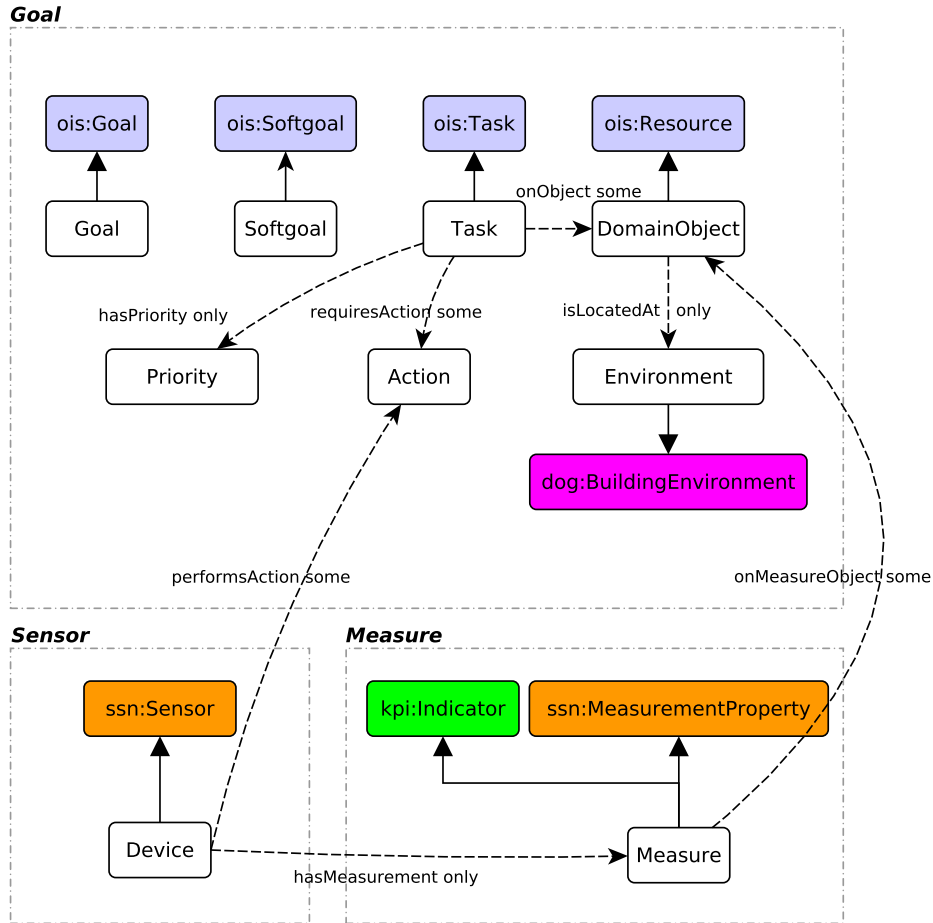 Goal
ois:Goal
ois:Softgoal
ois:Task
ois:Resource
onObject some
Goal
Softgoal
Task
DomainObject
hasPriority only
requiresAction some
isLocatedAt only
Priority
Action
Environment
dog:BuildingEnvironment
performsAction some
onMeasureObject some
Sensor
Measure
ssn:Sensor
kpi:Indicator
ssn:MeasurementProperty
Device
Measure
hasMeasurement only